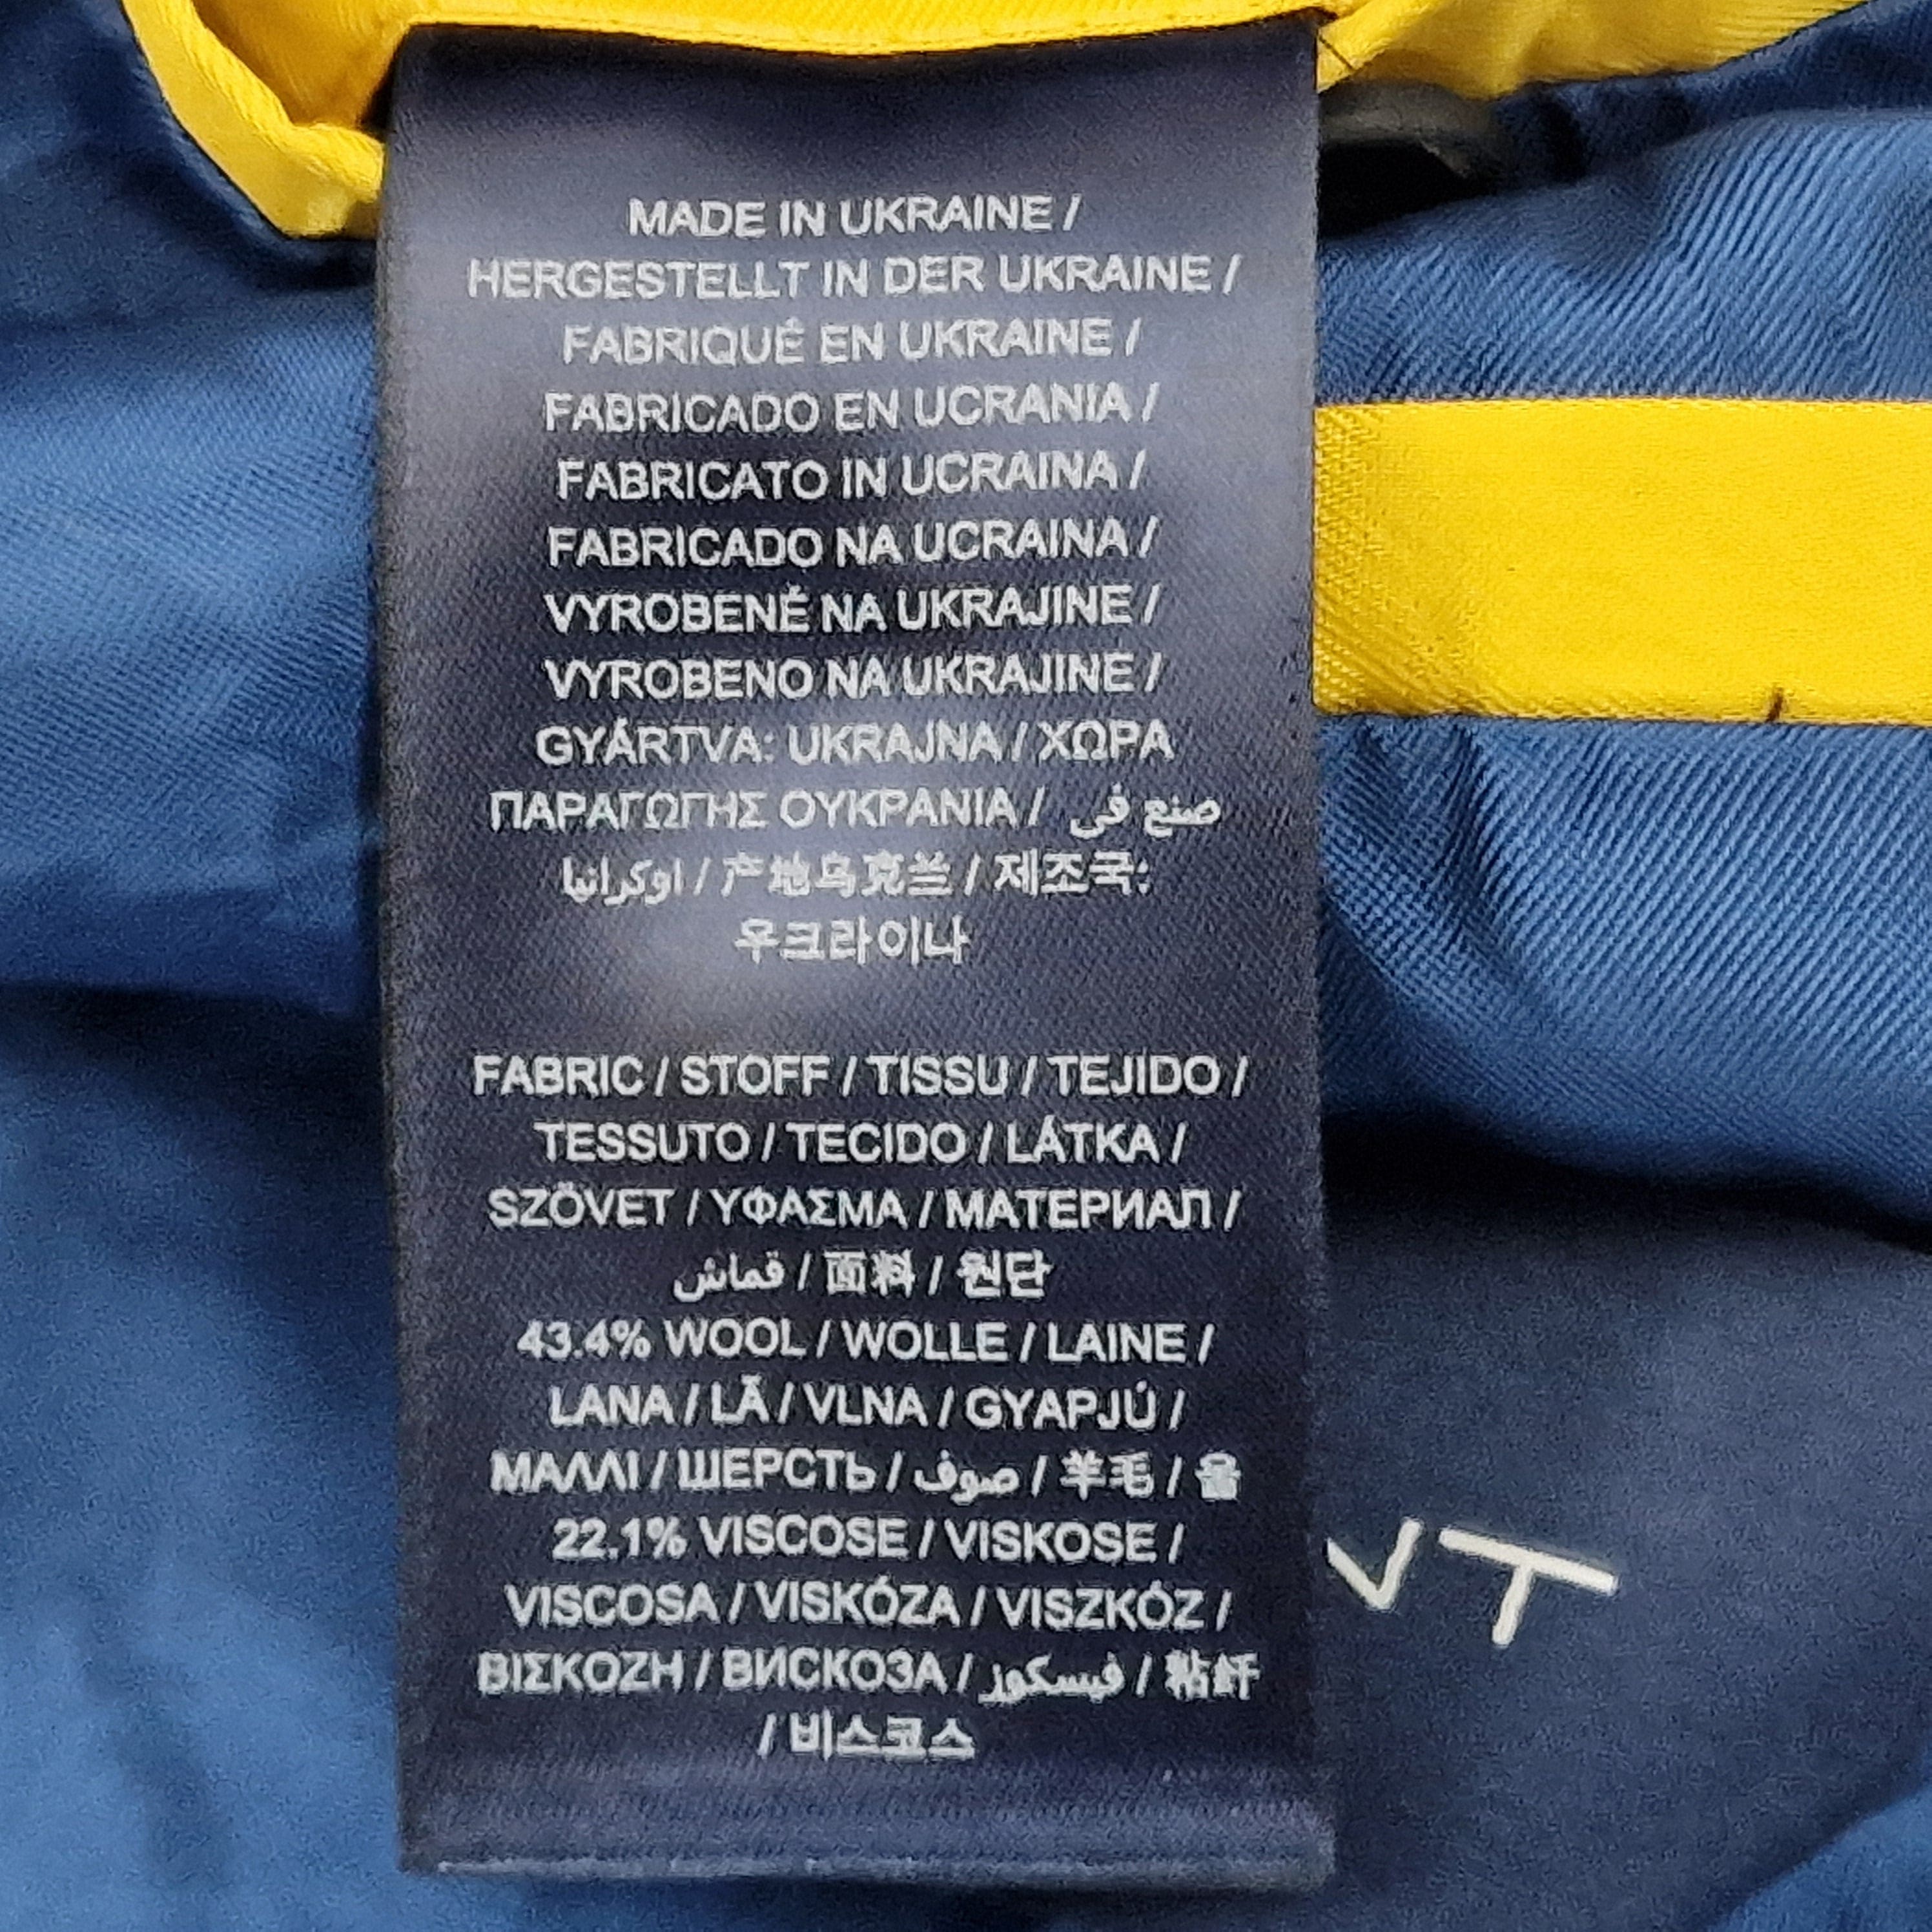 MADE IN UKRAINE /
HERGESTELLT IN DER UKRAINE /
FABRIQUÉ EN UKRAINE /
FABRICADO EN UCRANIA /
FABRICATO IN UCRAINA /
FABRICADO NA UCRAINA /
VYROBENÉ NA UKRAJINE /
VYROBENO NA UKRAJINE /
GYÁRTVA: UKRAJNA / ΧΩΡΑ
ΠΑΡΑΓΩΓΗΣ ΟΥΚΡΑΝΙΑ / صنع في
اوكرانيا / 产地乌克兰 / 제조국:
우크라이나
FABRIC / STOFF / TISSU / TEJIDO /
TESSUTO / TECIDO / LÁTKA /
SZÖVET / ΥΦΑΣΜΑ / МАТЕРИАЛ /
قماش / 面料 / 원단
43.4% WOOL / WOLLE / LAINE /
LANA / LÃ / VLNA / GYAPJÚ /
ΜΑΛΛΙ / ШЕРСТЬ / صوف / 羊毛 / 울
22.1% VISCOSE / VISKOSE /
VISCOSA / VISKÓZA / VISZKÓZ /
ΒΙΣΚΟΖΗ / ВИСКОЗА / فيسكوز / 粘纤
/ 비스코스